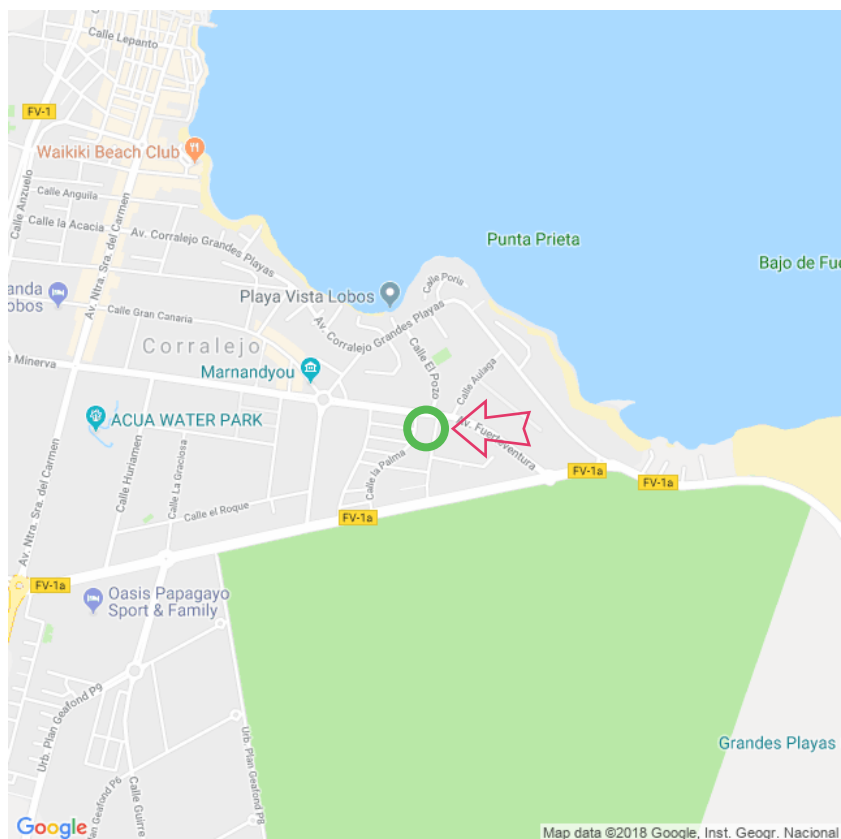 Calle Lepanto
FV-1
Waikiki Beach Club
Calle Anzuelo
Calle Anguila
Calle la Acacia
Av. Ntra. Sra. del Carmen
Av. Corralejo Grandes Playas
Punta Prieta
Bajo de Fue
Calle Poris
anda
obos
Playa Vista Lobos
Calle Gran Canaria
Av. Corralejo Grandes Playas
Corralejo
e Minerva
Marnandyou
Calle El Pozo
Calle Aulaga
ACUA WATER PARK
Av. Fuerteventura
Calle la Palma
Calle Huriamen
Calle La Graciosa
FV-1a
FV-1a
Av. Ntra. Sra. del Carmen
Calle el Roque
FV-1a
FV-1a
Oasis Papagayo
Sport & Family
Urb. Plan Geafond P9
Urb. Plan Geafond P8
Grandes Playas
Urb. Plan Geafond P6
Calle Guirre
Google
Map data ©2018 Google, Inst. Geogr. Nacional